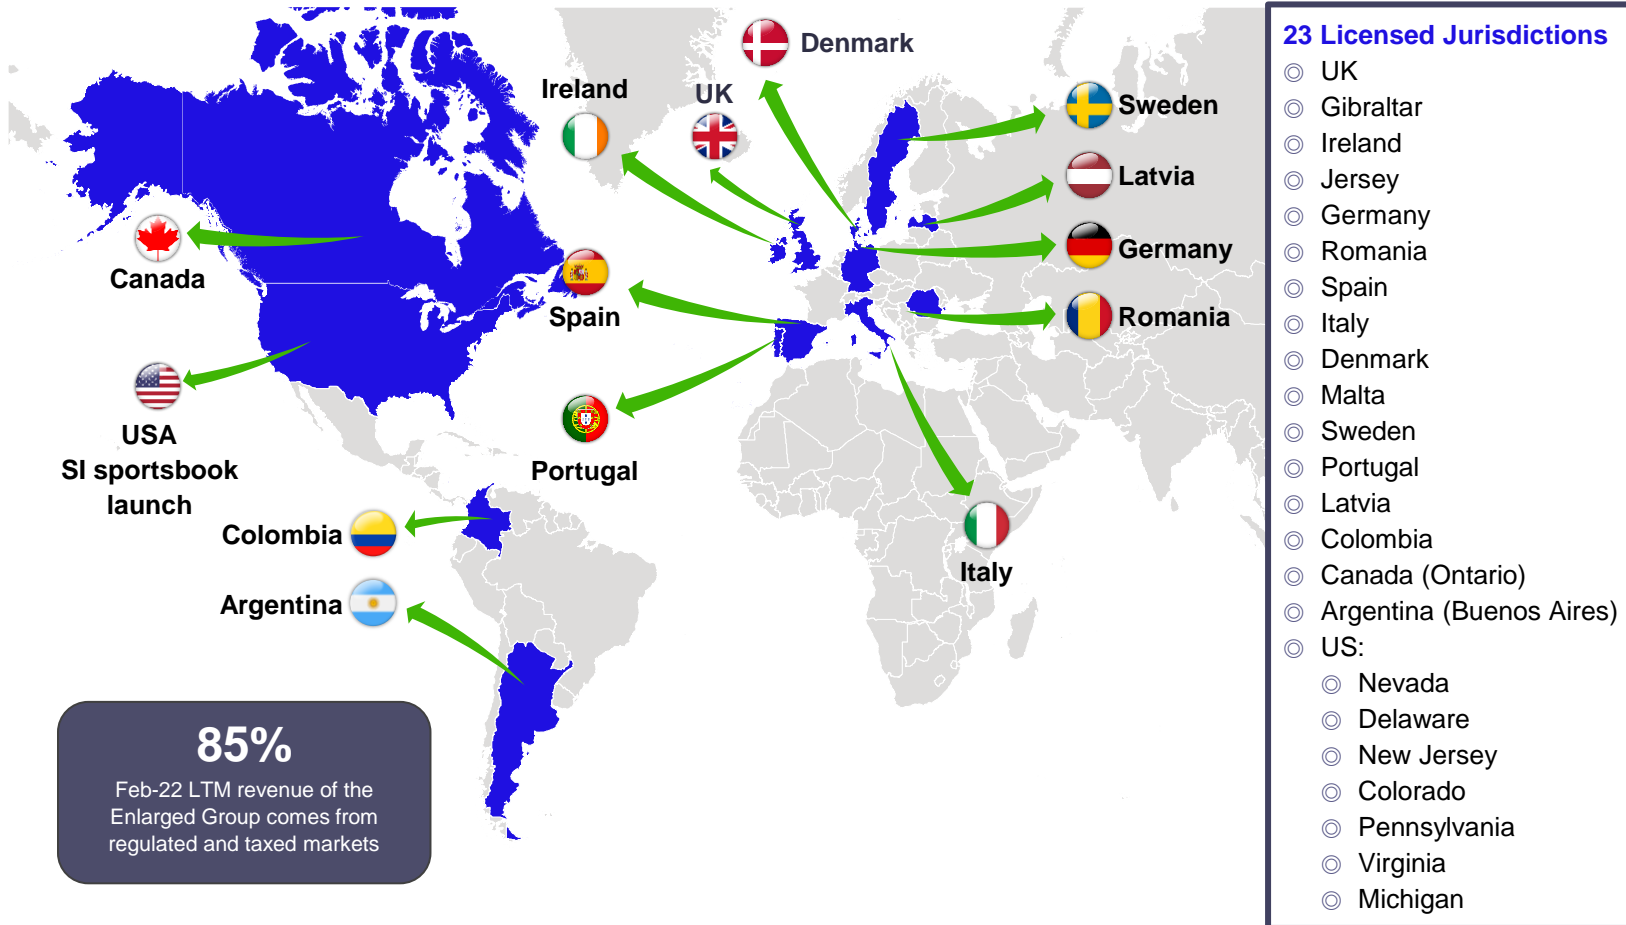 Denmark
Ireland
UK
Sweden
Latvia
Canada
Germany
Spain
Romania
USA
SI sportsbook
launch
Portugal
Colombia
Italy
Argentina
85%
Feb-22 LTM revenue of the
Enlarged Group comes from
regulated and taxed markets
23 Licensed Jurisdictions
UK
Gibraltar
Ireland
Jersey
Germany
Romania
Spain
Italy
Denmark
Malta
Sweden
Portugal
Latvia
Colombia
Canada (Ontario)
Argentina (Buenos Aires)
US:
Nevada
Delaware
New Jersey
Colorado
Pennsylvania
Virginia
Michigan